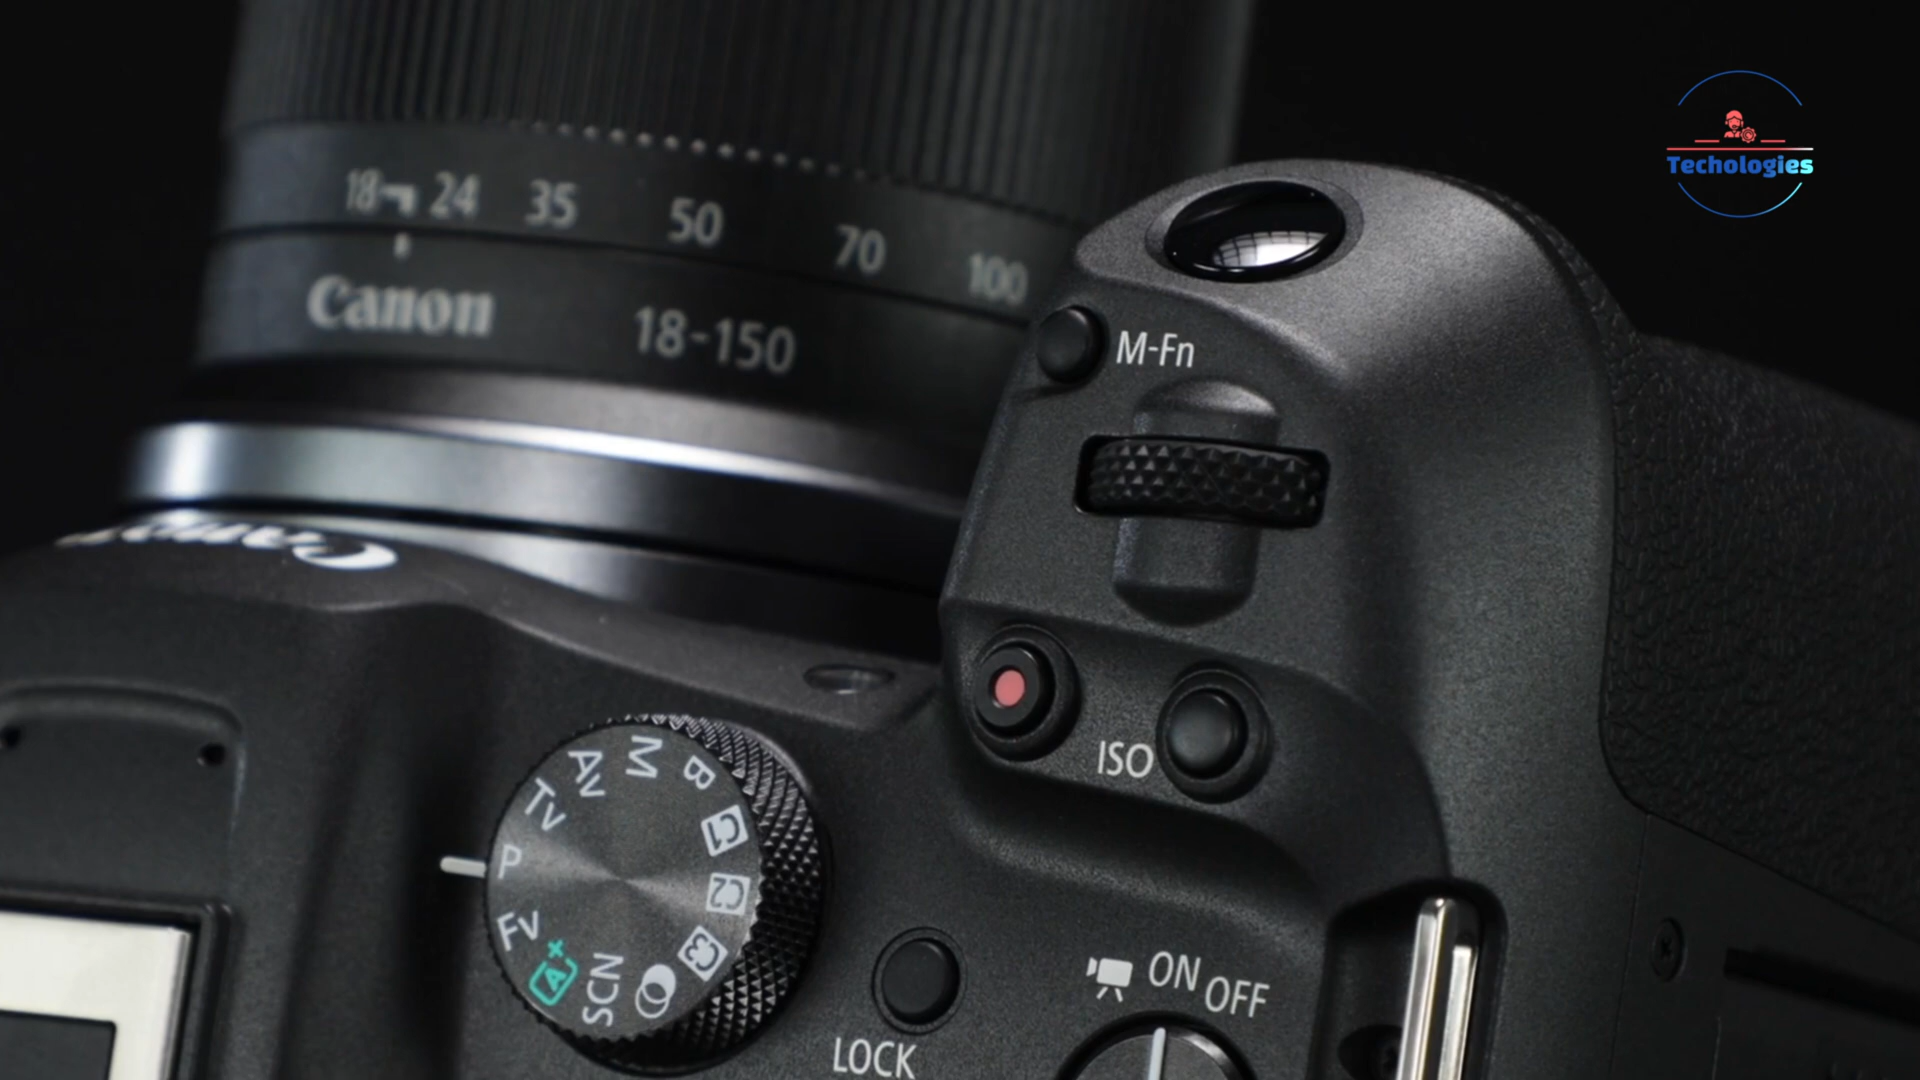 Techologies
18 24 35 50 70 100
Canon 18-150
Canon
M-Fn
ISO
M
B
Av
Tv
C1
P
C2
Fv
A+
SCN
C3
ON OFF
LOCK